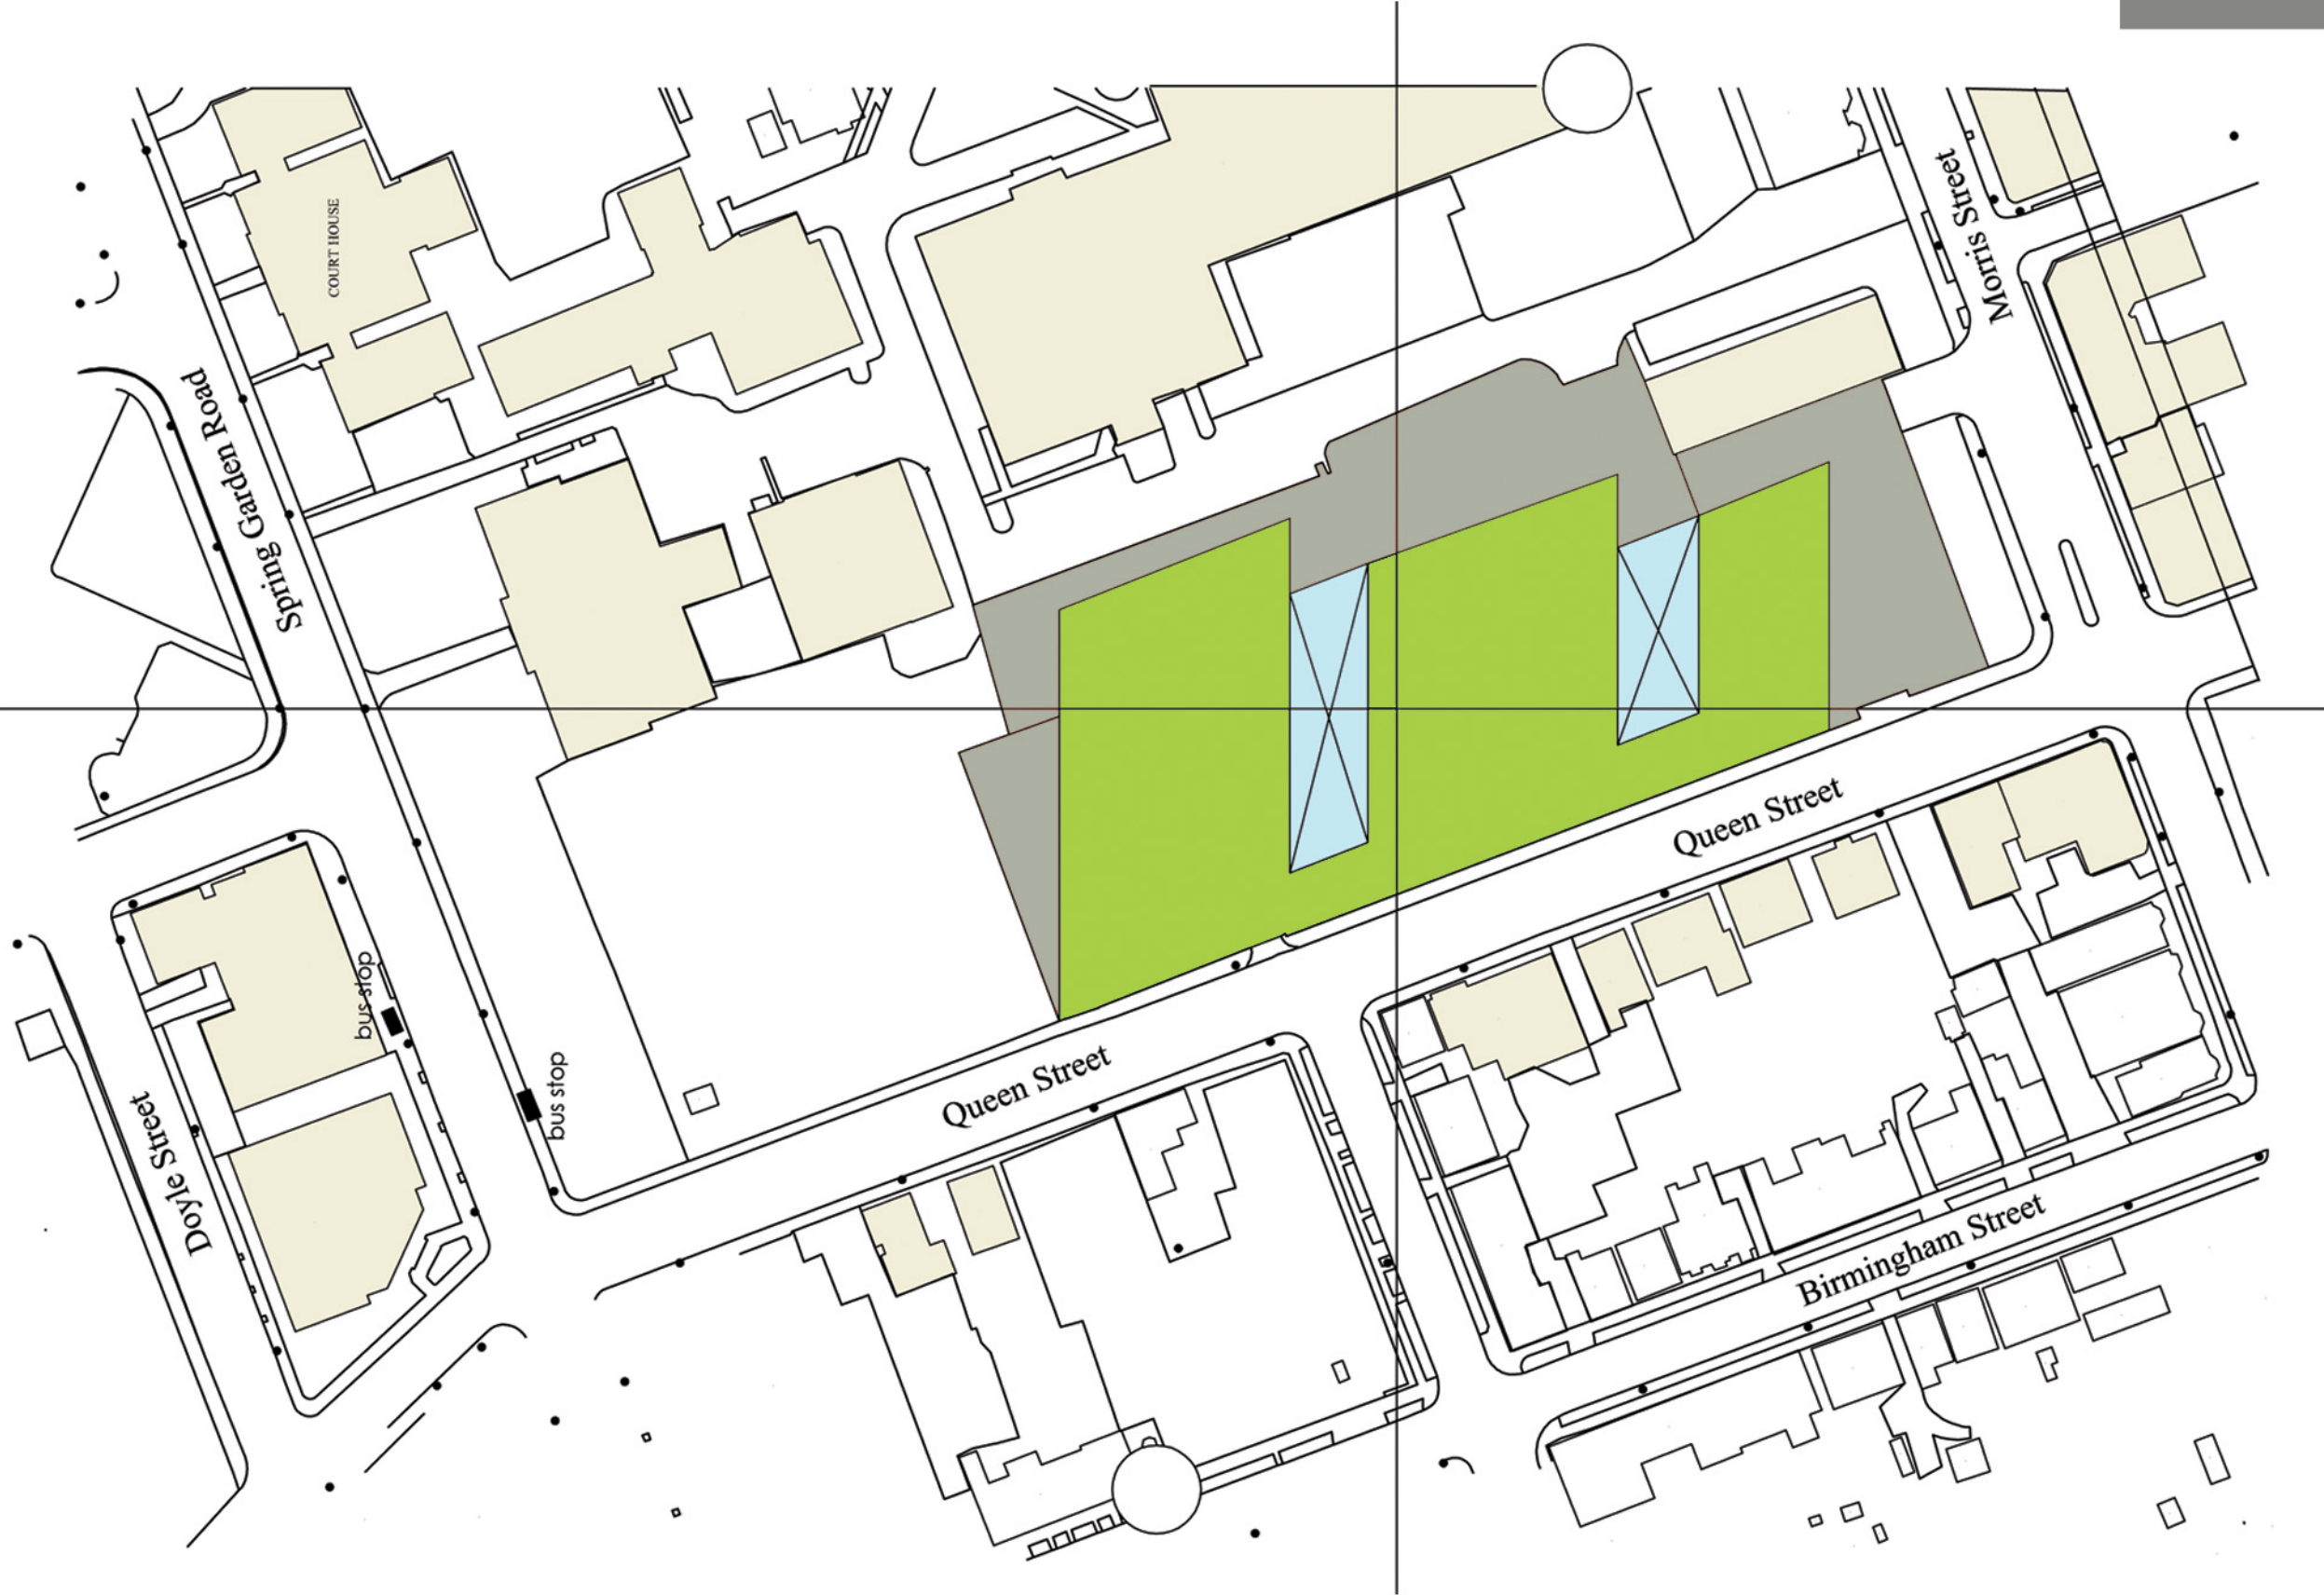 COURT HOUSE
Morris Street
Spring Garden Road
Queen Street
bus stop
bus stop
Queen Street
Doyle Street
Birmingham Street